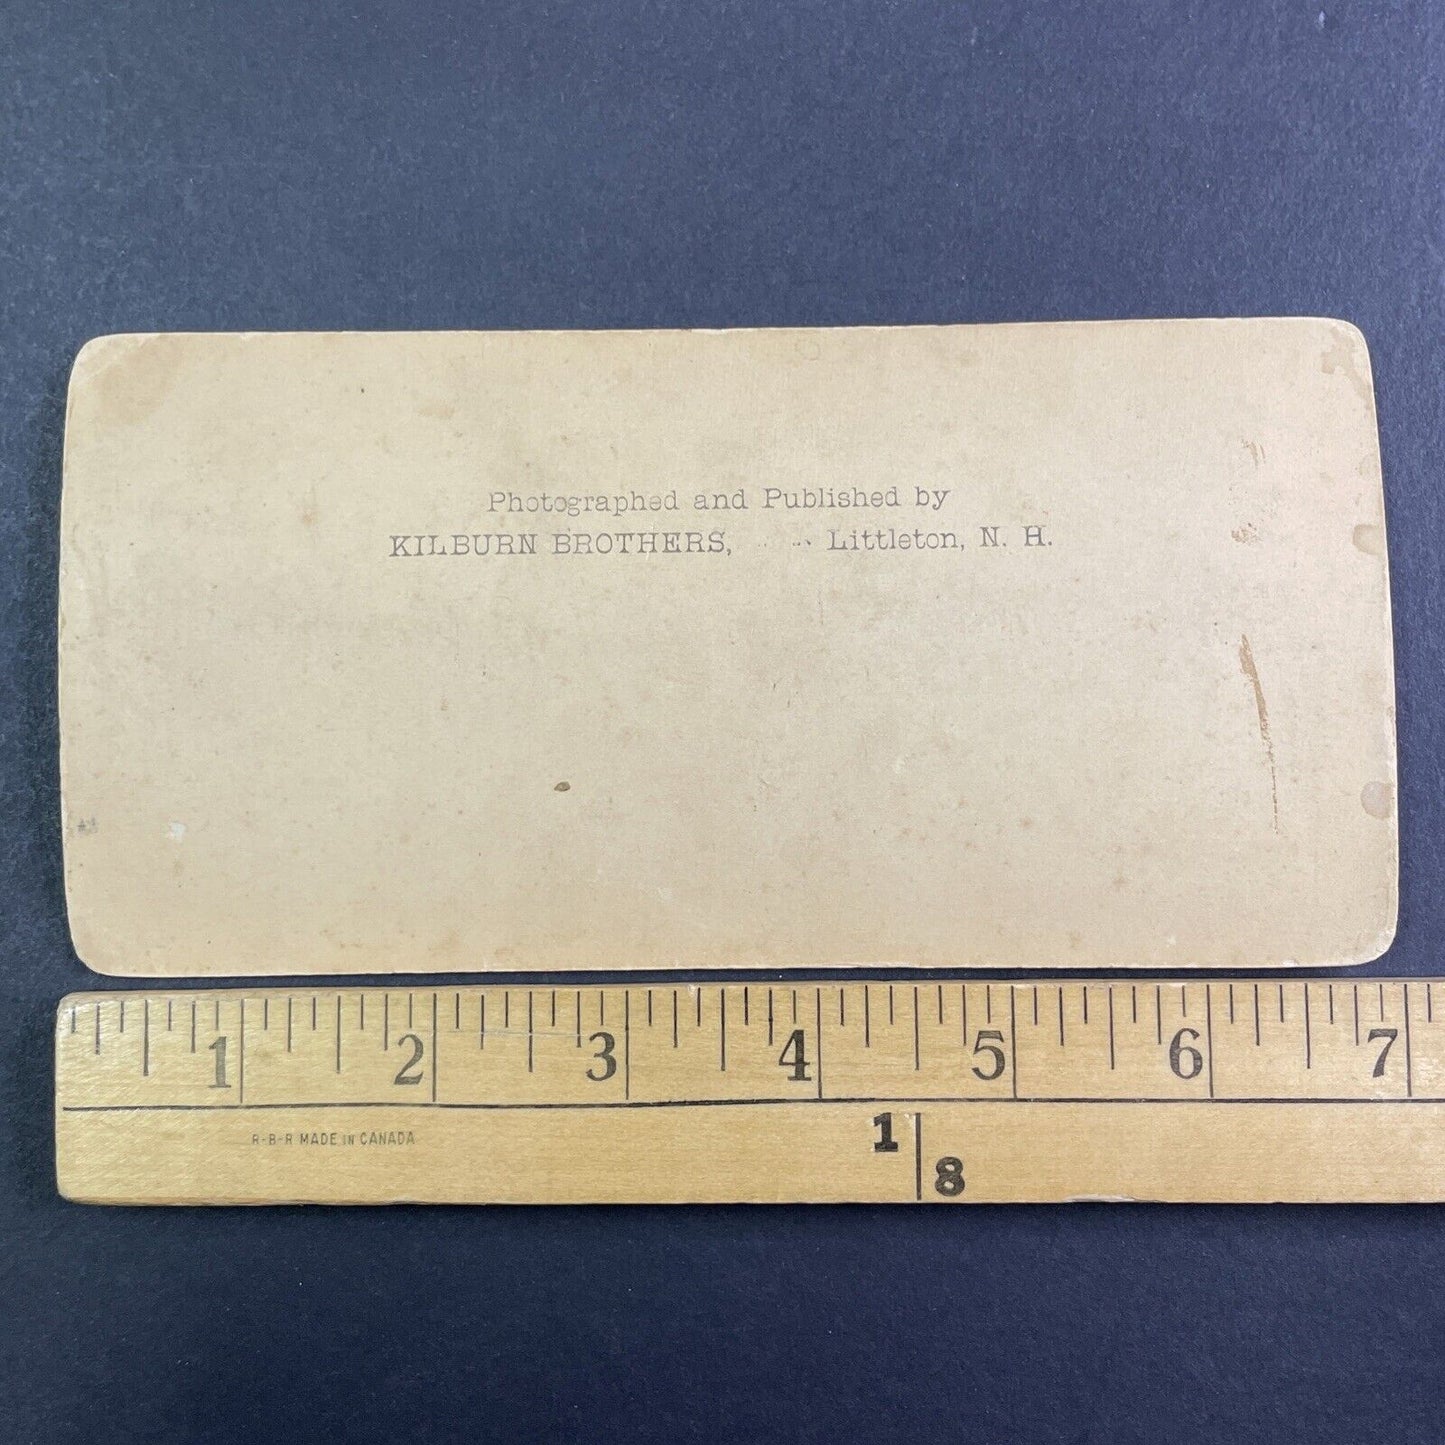 Photographed and Published by
KILBURN BROTHERS, Littleton, N. H.
1 2 3 4 5 6 7
R-B-R MADE IN CANADA
1
8